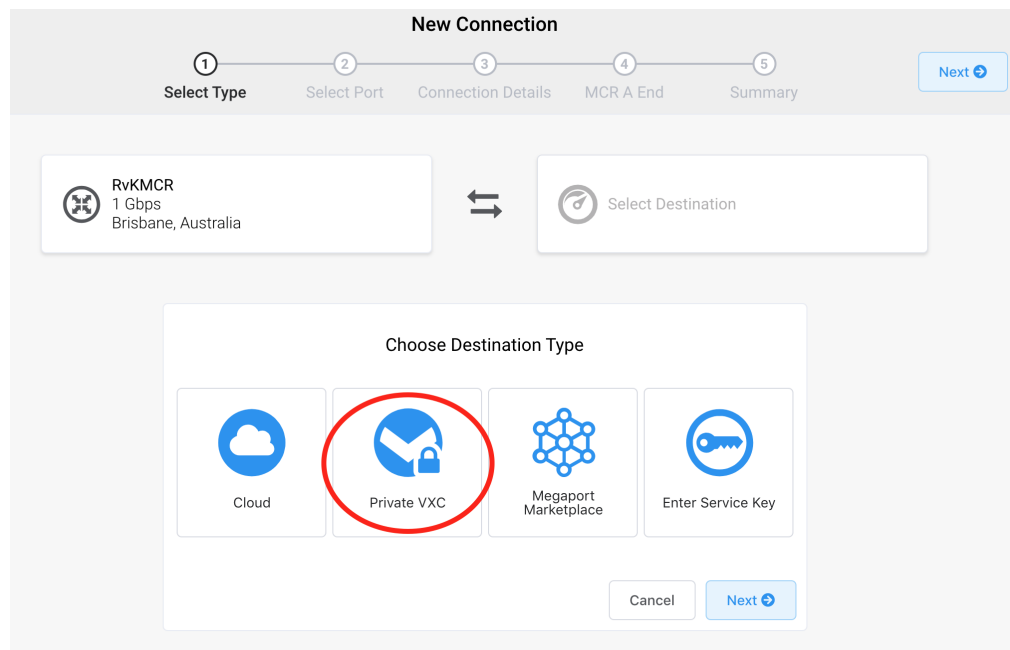 New Connection
1
2
3
4
5
Select Type
Select Port
Connection Details
MCR A End
Summary
Next
RvKMCR
1 Gbps
Brisbane, Australia
Select Destination
Choose Destination Type
Cloud
Private VXC
Megaport
Marketplace
Enter Service Key
Cancel
Next